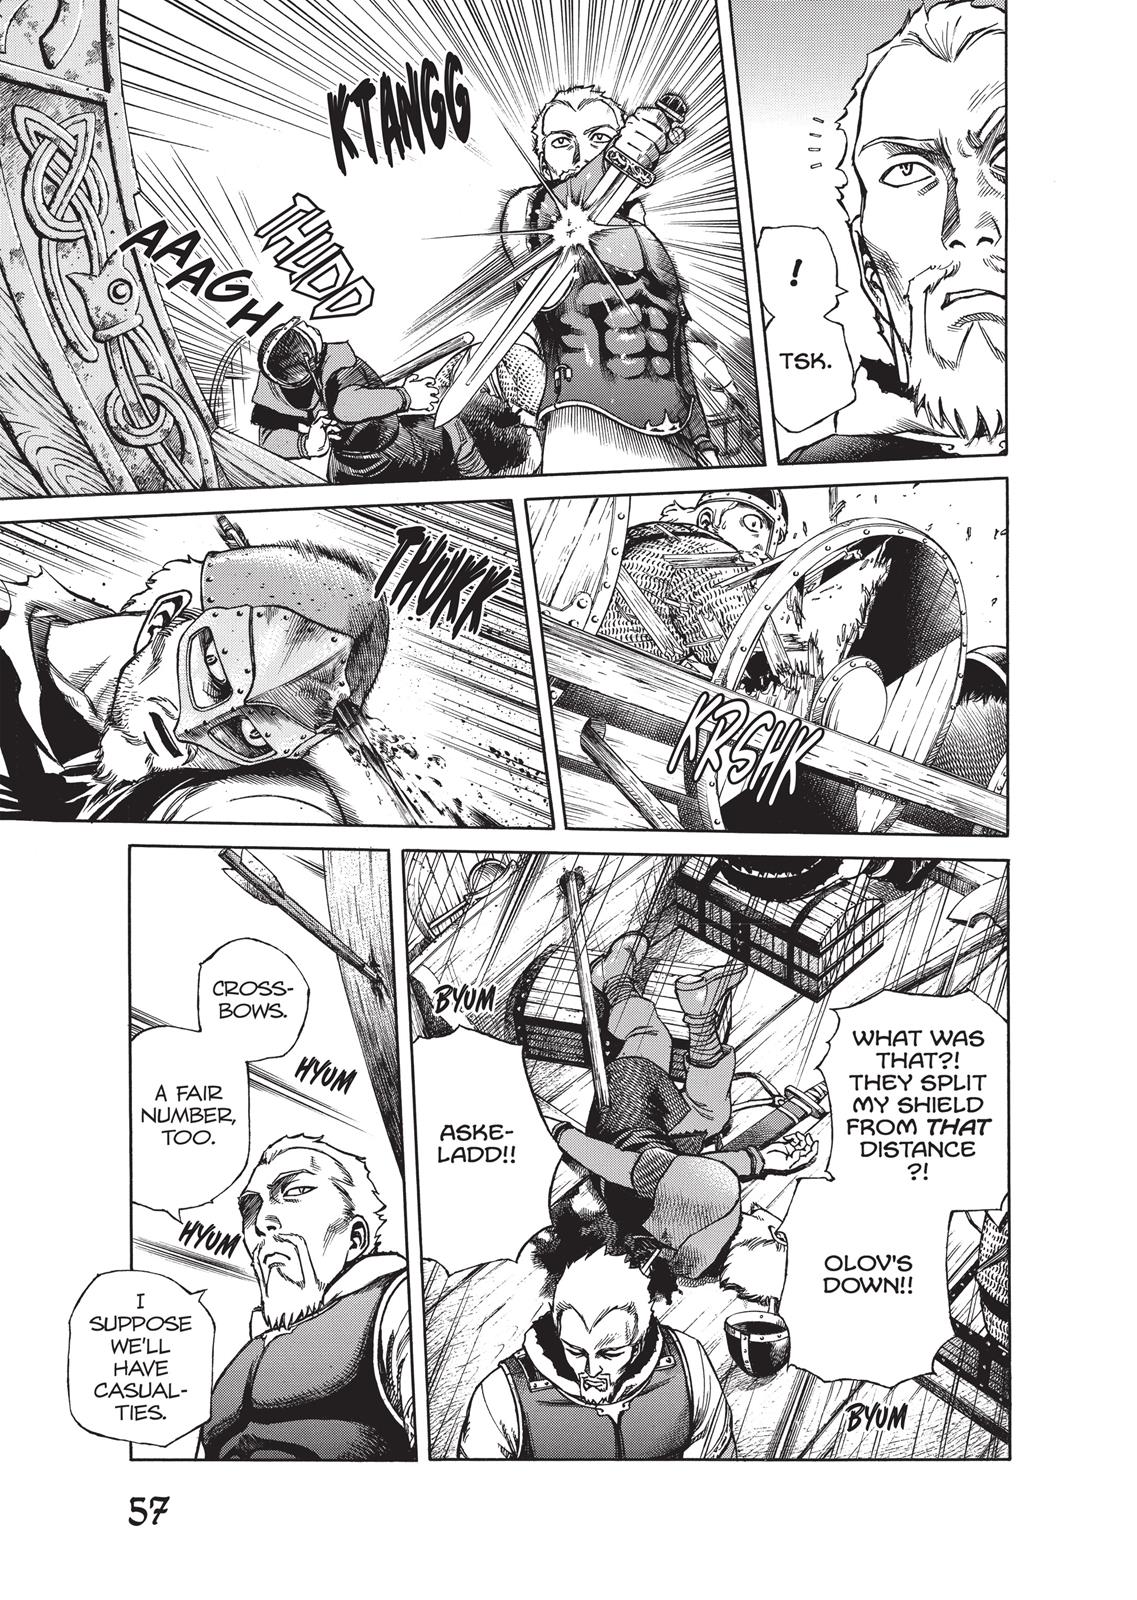 !
TSK.
KTANGG
THUDD
AAAGH
KRSHK
THUKK
WHAT WAS
THAT?!
THEY SPLIT
MY SHIELD
FROM THAT
DISTANCE
?!
OLOV'S
DOWN!!
BYUM
ASKE-
LADD!!
BYUM
CROSS-
BOWS.
A FAIR
NUMBER,
TOO.
HYUM
HYUM
I
SUPPOSE
WE'LL
HAVE
CASUAL-
TIES.
57